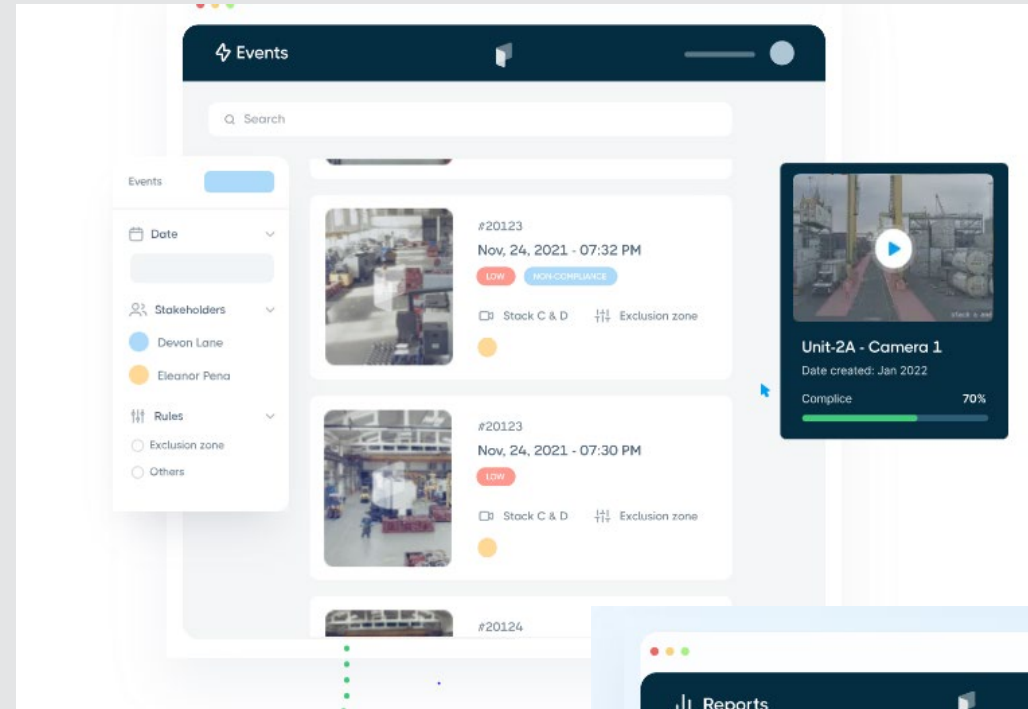 Events
Search
Events
Date
Stakeholders
Devon Lane
Eleanor Pena
Rules
Exclusion zone
Others
#20123
Nov, 24, 2021 - 07:32 PM
LOW NON-COMPLIANCE
Stack C & D Exclusion zone
#20123
Nov, 24, 2021 - 07:30 PM
LOW
Stack C & D Exclusion zone
#20124
Unit-2A - Camera 1
Date created: Jan 2022
Complice 70%
Reports